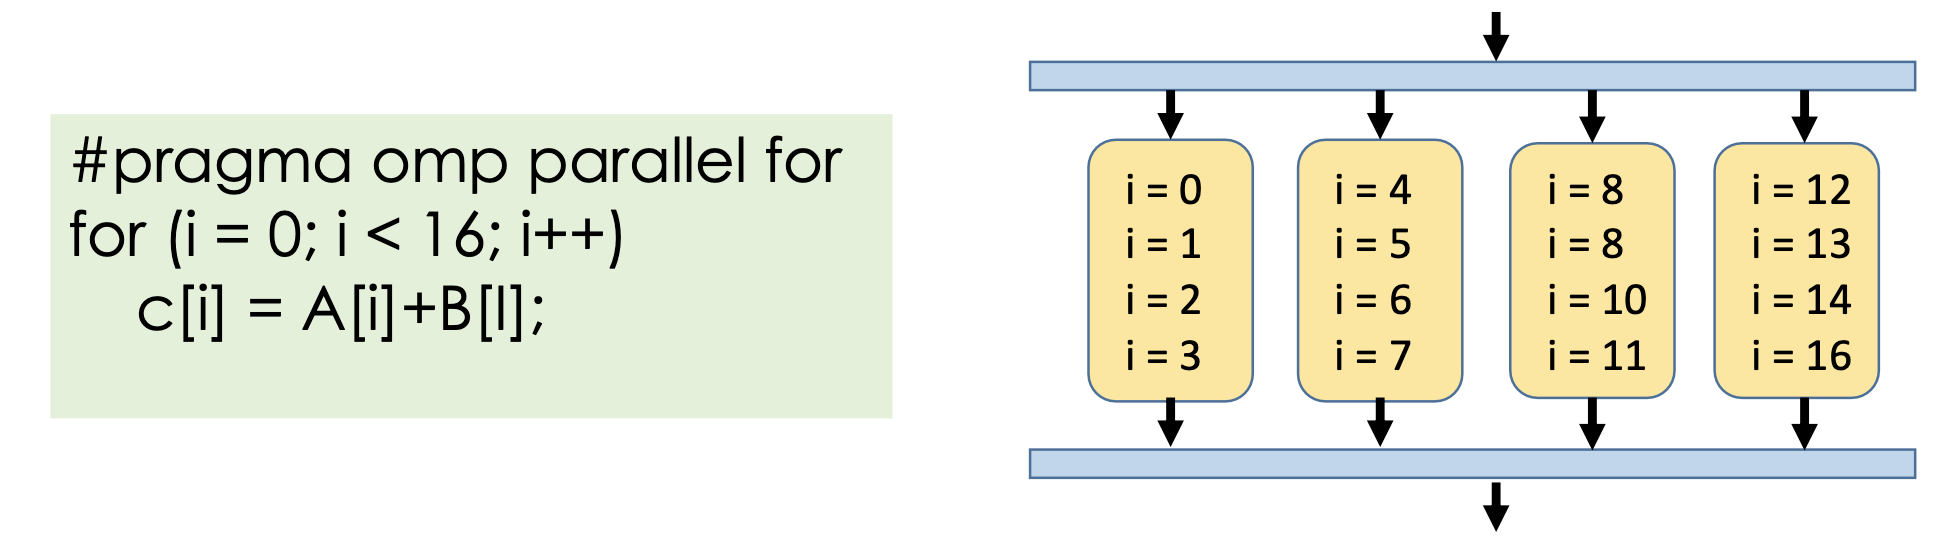 #pragma omp parallel for
for (i = 0; i < 16; i++)
c[i] = A[i]+B[I];
i = 0
i = 1
i = 2
i = 3
i = 4
i = 5
i = 6
i = 7
i = 8
i = 8
i = 10
i = 11
i = 12
i = 13
i = 14
i = 16